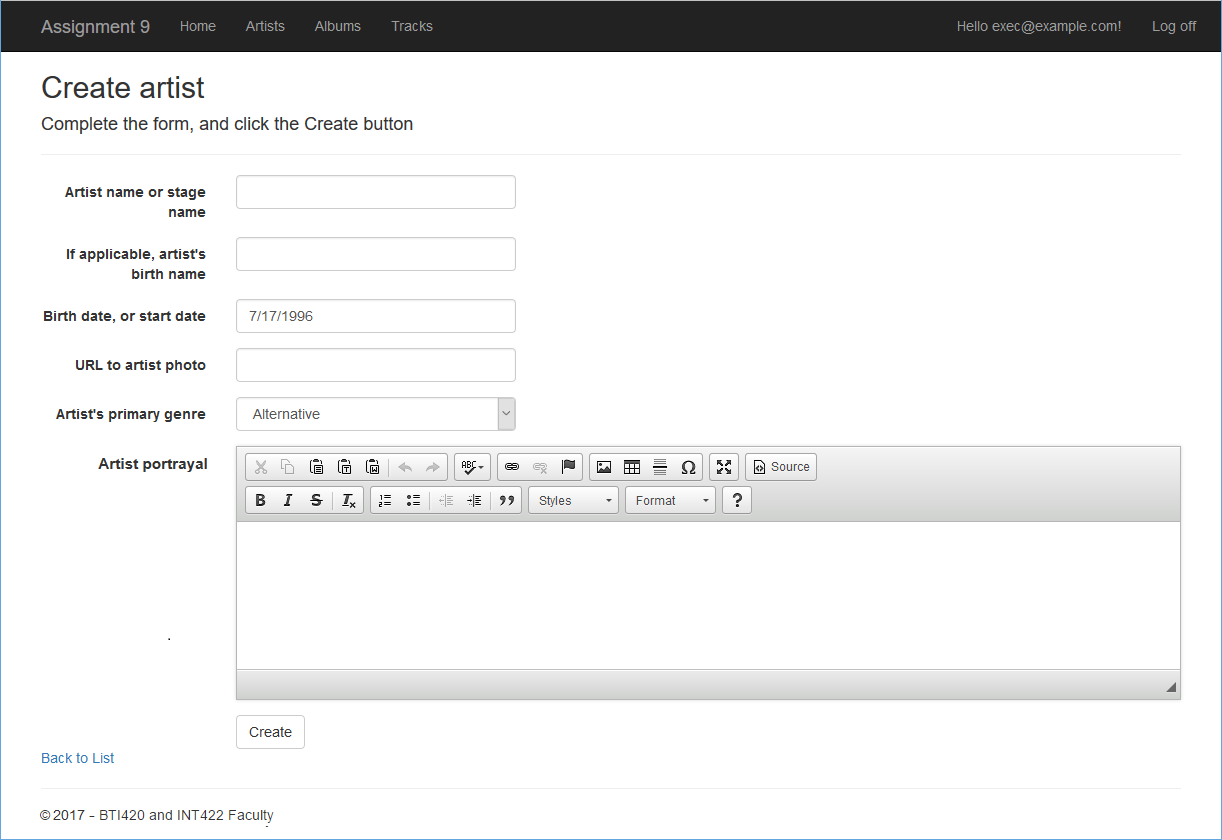 Assignment 9 Home Artists Albums Tracks Hello exec@example.com! Log off
Create artist
Complete the form, and click the Create button
Artist name or stage
name
If applicable, artist's
birth name
Birth date, or start date 7/17/1996
URL to artist photo
Artist's primary genre Alternative
Artist portrayal
ABC Ω Source
B I S Tx Styles Format ?
Create
Back to List
© 2017 - BTI420 and INT422 Faculty